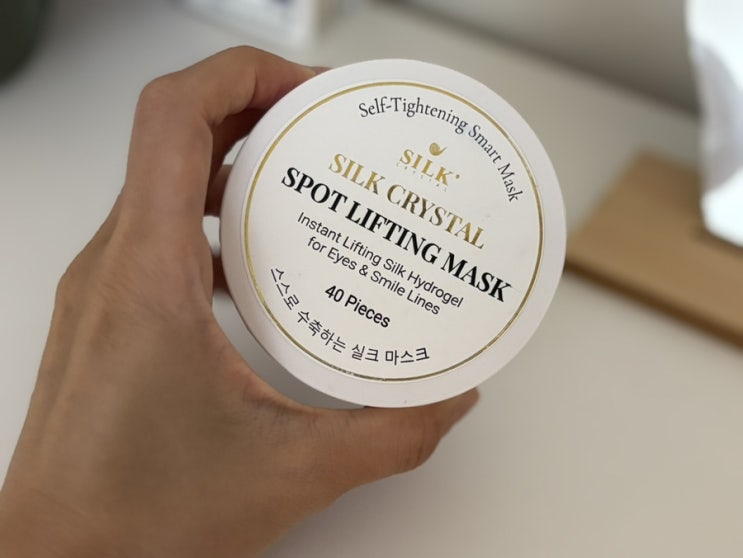 Self-Tightening Smart Mask
SILK
SILK CRYSTAL
SPOT LIFTING MASK
Instant Lifting Silk Hydrogel
for Eyes & Smile Lines
40 Pieces
스스로 수축하는 실크 마스크